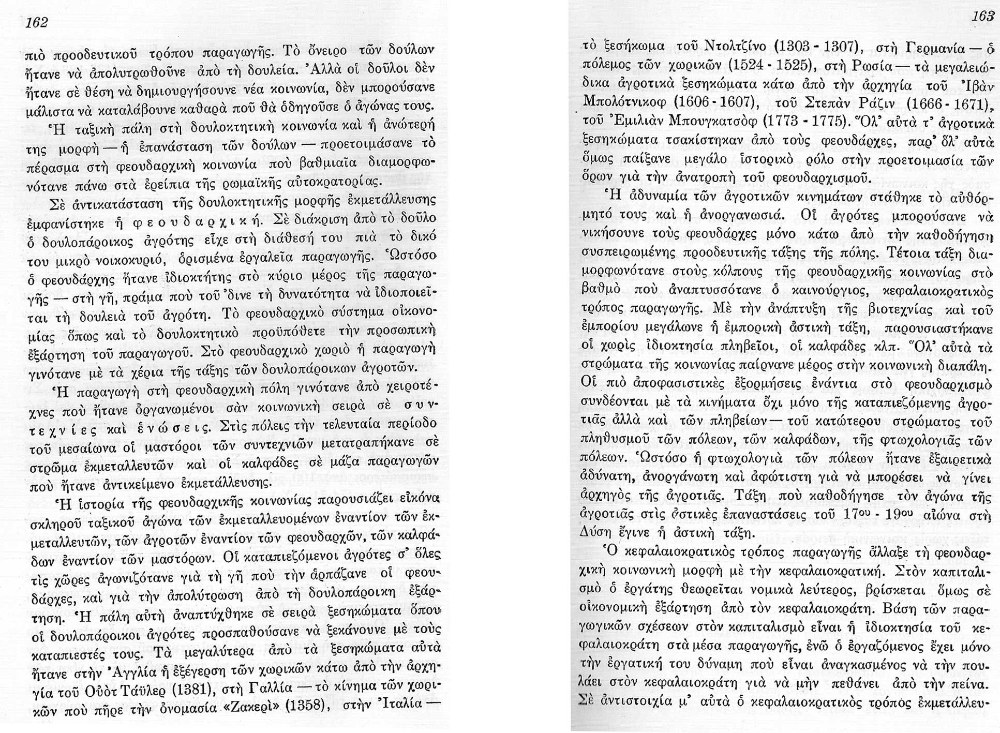 162
πιὸ προοδευτικοῦ τρόπου παραγωγῆς. Τὸ ὄνειρο τῶν δούλων
ἤτανε νὰ ἀπολυτρωθοῦνε ἀπὸ τὴ δουλεία. Ἀλλὰ οἱ δοῦλοι δὲν
ἤτανε σὲ θέση νὰ δημιουργήσουνε νέα κοινωνία, δὲν μπορούσανε
μάλιστα νὰ καταλάβουνε καθαρὰ ποῦ θὰ ὁδηγοῦσε ὁ ἀγώνας τους.
Ἡ ταξικὴ πάλη στὴ δουλοκτητικὴ κοινωνία καὶ ἡ ἀνώτερή
της μορφὴ — ἡ ἐπανάσταση τῶν δούλων — προετοιμάσανε τὸ
πέρασμα στὴ φεουδαρχικὴ κοινωνία ποὺ βαθμιαῖα διαμορφω-
νότανε πάνω στὰ ἐρείπια τῆς ρωμαϊκῆς αὐτοκρατορίας.
Σὲ ἀντικατάσταση τῆς δουλοκτητικῆς μορφῆς ἐκμετάλλευσης
ἐμφανίστηκε ἡ φ ε ο υ δ α ρ χ ι κ ή. Σὲ διάκριση ἀπὸ τὸ δοῦλο
ὁ δουλοπάροικος ἀγρότης εἶχε στὴ διάθεσή του πιὰ τὸ δικό
του μικρὸ νοικοκυριό, ὁρισμένα ἐργαλεῖα παραγωγῆς. Ὡστόσο
ὁ φεουδάρχης ἤτανε ἰδιοκτήτης στὸ κύριο μέρος τῆς παραγω-
γῆς — στὴ γῆ, πράμα ποὺ τοῦ ᾽δινε τὴ δυνατότητα νὰ ἰδιοποιεῖ-
ται τὴ δουλειὰ τοῦ ἀγρότη. Τὸ φεουδαρχικὸ σύστημα οἰκονο-
μίας ὅπως καὶ τὸ δουλοκτητικὸ προϋπόθετε τὴν προσωπικὴ
ἐξάρτηση τοῦ παραγωγοῦ. Στὸ φεουδαρχικὸ χωριὸ ἡ παραγωγὴ
γινότανε μὲ τὰ χέρια τῆς τάξης τῶν δουλοπάροικων ἀγροτῶν.
Ἡ παραγωγὴ στὴ φεουδαρχικὴ πόλη γινότανε ἀπὸ χειροτέ-
χνες ποὺ ἤτανε ὀργανωμένοι σὰν κοινωνικὴ σειρὰ σὲ σ υ ν-
τ ε χ ν ί ε ς καὶ ἑ ν ώ σ ε ι ς. Στὶς πόλεις τὴν τελευταία περίοδο
τοῦ μεσαίωνα οἱ μαστόροι τῶν συντεχνιῶν μετατραπήκανε σὲ
στρῶμα ἐκμεταλλευτῶν καὶ οἱ καλφάδες σὲ μάζα παραγωγῶν
ποὺ ἤτανε ἀντικείμενο ἐκμετάλλευσης.
Ἡ ἱστορία τῆς φεουδαρχικῆς κοινωνίας παρουσιάζει εἰκόνα
σκληροῦ ταξικοῦ ἀγώνα τῶν ἐκμεταλλευομένων ἐναντίον τῶν ἐκ-
μεταλλευτῶν, τῶν ἀγροτῶν ἐναντίον τῶν φεουδαρχῶν, τῶν καλφά-
δων ἐναντίον τῶν μαστόρων. Οἱ καταπιεζόμενοι ἀγρότες σ' ὅλες
τὶς χῶρες ἀγωνιζότανε γιὰ τὴ γῆ ποὺ τὴν ἁρπάζανε οἱ φεου-
δάρχες, καὶ γιὰ τὴν ἀπολύτρωση ἀπὸ τὴ δουλοπάροικη ἐξάρ-
τηση. Ἡ πάλη αὐτὴ ἀναπτύχθηκε σὲ σειρὰ ξεσηκώματα ὅπου
οἱ δουλοπάροικοι ἀγρότες προσπαθούσανε νὰ ξεκάνουνε μὲ τοὺς
καταπιεστές τους. Τὰ μεγαλύτερα ἀπὸ τὰ ξεσηκώματα αὐτὰ
ἤτανε στὴν Ἀγγλία ἡ ἐξέγερση τῶν χωρικῶν κάτω ἀπὸ τὴν ἀρχη-
γία τοῦ Οὐὸτ Τάϋλερ (1381), στὴ Γαλλία — τὸ κίνημα τῶν χωρι-
κῶν ποὺ πῆρε τὴν ὀνομασία «Ζακερὶ» (1358), στὴν Ἰταλία —
163
τὸ ξεσήκωμα τοῦ Ντολτζίνο (1303 - 1307), στὴ Γερμανία — ὁ
πόλεμος τῶν χωρικῶν (1524 - 1525), στὴ Ρωσία — τὰ μεγαλειώ-
δικα ἀγροτικὰ ξεσηκώματα κάτω ἀπὸ τὴν ἀρχηγία τοῦ Ἰβὰν
Μπολότνικοφ (1606 - 1607), τοῦ Στεπὰν Ράζιν (1666 - 1671),
τοῦ Ἐμιλιὰν Μπουγκατσὸφ (1773 - 1775). Ὅλ' αὐτὰ τ' ἀγροτικὰ
ξεσηκώματα τσακίστηκαν ἀπὸ τοὺς φεουδάρχες, παρ' ὅλ' αὐτὰ
ὅμως παίξανε μεγάλο ἱστορικὸ ρόλο στὴν προετοιμασία τῶν
ὅρων γιὰ τὴν ἀνατροπὴ τοῦ φεουδαρχισμοῦ.
Ἡ ἀδυναμία τῶν ἀγροτικῶν κινημάτων στάθηκε τὸ αὐθόρ-
μητό τους καὶ ἡ ἀνοργανωσιά. Οἱ ἀγρότες μπορούσανε νὰ
νικήσουνε τοὺς φεουδάρχες μόνο κάτω ἀπὸ τὴν καθοδήγηση
συσπειρωμένης προοδευτικῆς τάξης τῆς πόλης. Τέτοια τάξη δια-
μορφωνότανε στοὺς κόλπους τῆς φεουδαρχικῆς κοινωνίας στὸ
βαθμὸ ποὺ ἀναπτυσσότανε ὁ καινούργιος, κεφαλαιοκρατικὸς
τρόπος παραγωγῆς. Μὲ τὴν ἀνάπτυξη τῆς βιοτεχνίας καὶ τοῦ
ἐμπορίου μεγάλωνε ἡ ἐμπορικὴ ἀστικὴ τάξη, παρουσιαστήκανε
οἱ χωρὶς ἰδιοκτησία πληβεῖοι, οἱ καλφάδες κλπ. Ὅλ' αὐτὰ τὰ
στρώματα τῆς κοινωνίας παίρνανε μέρος στὴν κοινωνικὴ διαπάλη.
Οἱ πιὸ ἀποφασιστικὲς ἐξορμήσεις ἐνάντια στὸ φεουδαρχισμὸ
συνδέονται μὲ τὰ κινήματα ὄχι μόνο τῆς καταπιεζόμενης ἀγρο-
τιᾶς ἀλλὰ καὶ τῶν πληβείων — τοῦ κατώτερου στρώματος τοῦ
πληθυσμοῦ τῶν πόλεων, τῶν καλφάδων, τῆς φτωχολογιᾶς τῶν
πόλεων. Ὡστόσο ἡ φτωχολογιὰ τῶν πόλεων ἤτανε ἐξαιρετικὰ
ἀδύνατη, ἀνοργάνωτη καὶ ἀφώτιστη γιὰ νὰ μπορέσει νὰ γίνει
ἀρχηγὸς τῆς ἀγροτιᾶς. Τάξη ποὺ καθοδήγησε τὸν ἀγώνα τῆς
ἀγροτιᾶς στὶς ἀστικὲς ἐπαναστάσεις τοῦ 17ου - 19ου αἰώνα στὴ
Δύση ἔγινε ἡ ἀστικὴ τάξη.
Ὁ κεφαλαιοκρατικὸς τρόπος παραγωγῆς ἄλλαξε τὴ φεουδαρ-
χικὴ κοινωνικὴ μορφὴ μὲ τὴν κεφαλαιοκρατική. Στὸν καπιταλι-
σμὸ ὁ ἐργάτης θεωρεῖται νομικὰ λεύτερος, βρίσκεται ὅμως σὲ
οἰκονομικὴ ἐξάρτηση ἀπὸ τὸν κεφαλαιοκράτη. Βάση τῶν παρα-
γωγικῶν σχέσεων στὸν καπιταλισμὸ εἶναι ἡ ἰδιοκτησία τοῦ κε-
φαλαιοκράτη στὰ μέσα παραγωγῆς, ἐνῶ ὁ ἐργαζόμενος ἔχει μόνο
τὴν ἐργατική του δύναμη ποὺ εἶναι ἀναγκασμένος νὰ τὴν που-
λάει στὸν κεφαλαιοκράτη γιὰ νὰ μὴν πεθάνει ἀπὸ τὴν πείνα.
Σὲ ἀντιστοιχία μ' αὐτὰ ὁ κεφαλαιοκρατικὸς τρόπος ἐκμετάλλευ-